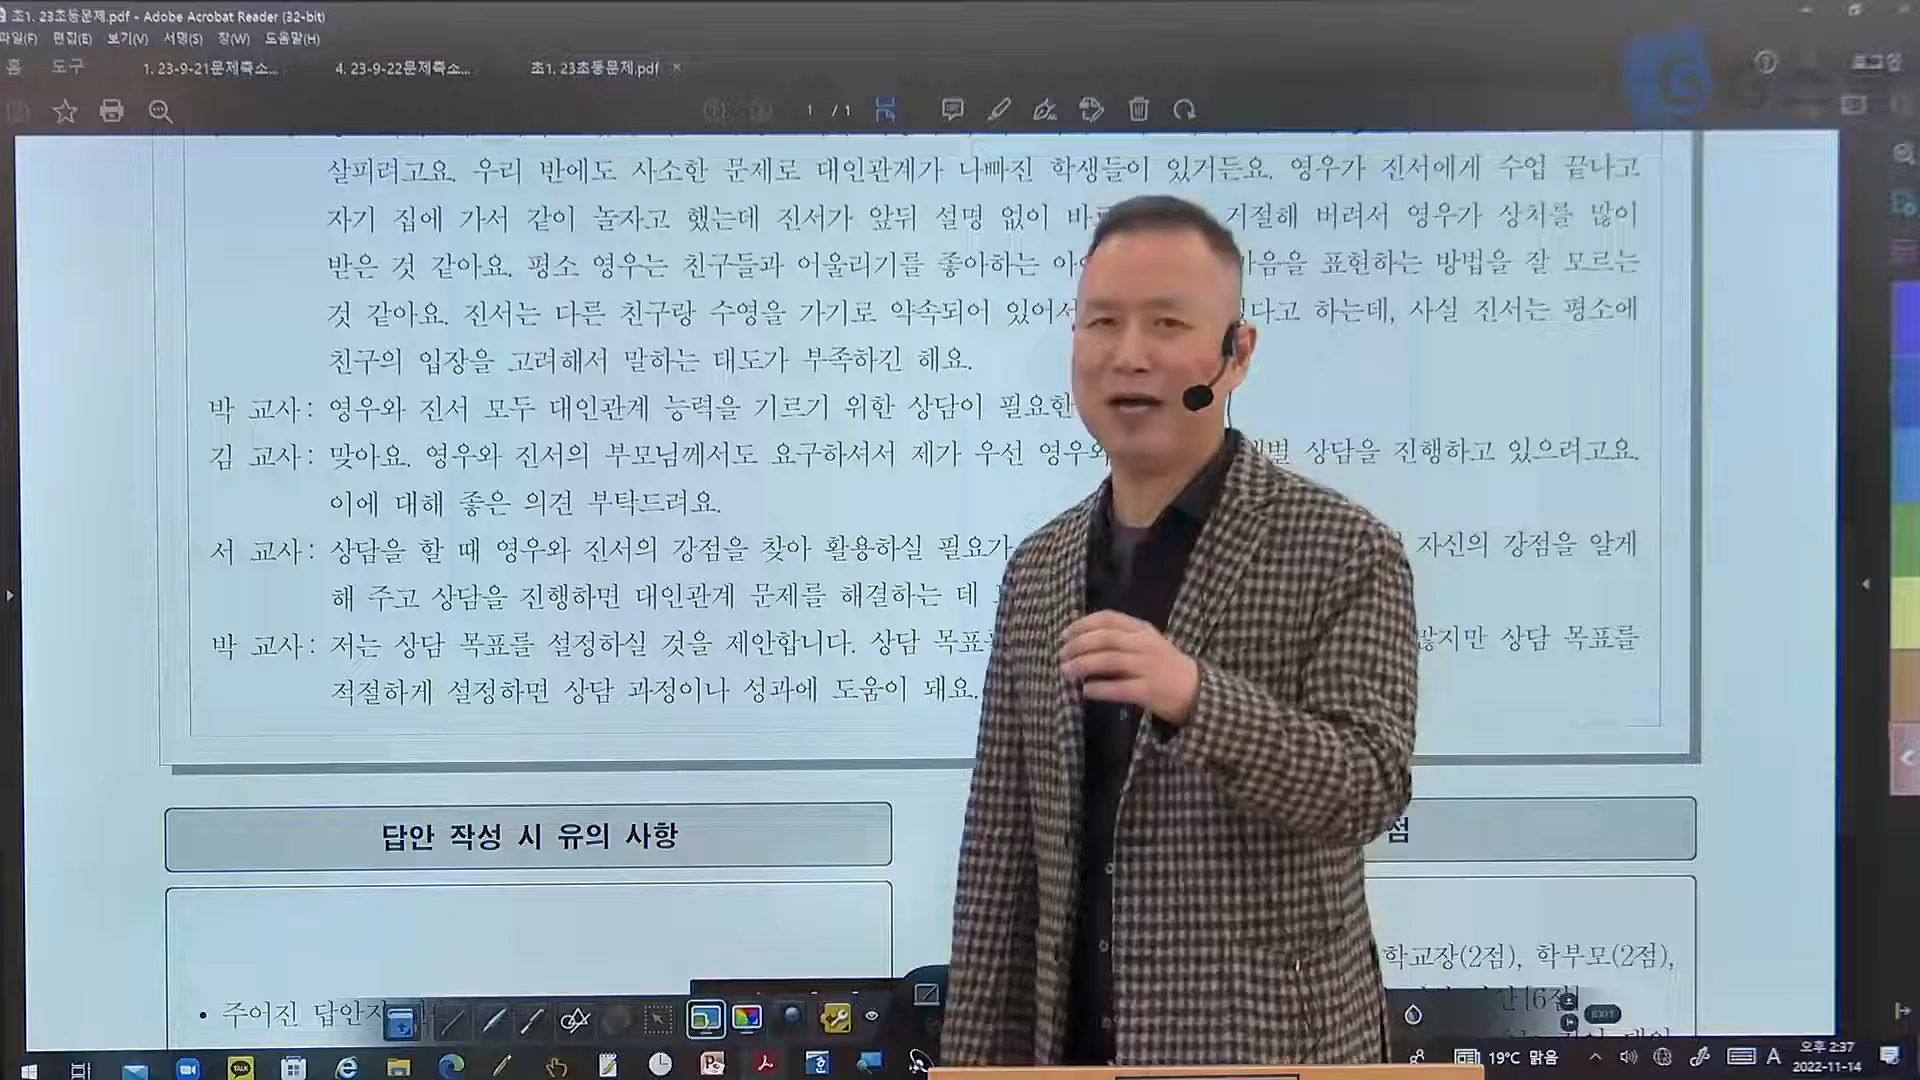 초1. 23초등문제.pdf - Adobe Acrobat Reader (32-bit)
파일(F) 편집(E) 보기(V) 서명(S) 창(W) 도움말(H)
홈 도구 1. 23-9-21문제축소... 4. 23-9-22문제축소... 초1. 23초등문제.pdf × 로그인
1 / 1
살피려고요. 우리 반에도 사소한 문제로 대인관계가 나빠진 학생들이 있거든요. 영우가 진서에게 수업 끝나고
자기 집에 가서 같이 놀자고 했는데 진서가 앞뒤 설명 없이 바로 거절해 버려서 영우가 상처를 많이
받은 것 같아요. 평소 영우는 친구들과 어울리기를 좋아하는 마음을 표현하는 방법을 잘 모르는
것 같아요. 진서는 다른 친구랑 수영을 가기로 약속되어 있어서 다고 하는데, 사실 진서는 평소에
친구의 입장을 고려해서 말하는 태도가 부족하긴 해요.
박 교사: 영우와 진서 모두 대인관계 능력을 기르기 위한 상담이 필요한
김 교사: 맞아요. 영우와 진서의 부모님께서도 요구하셔서 제가 우선 영우와 개별 상담을 진행하고 있으려고요.
이에 대해 좋은 의견 부탁드려요.
서 교사: 상담을 할 때 영우와 진서의 강점을 찾아 활용하실 필요가 자신의 강점을 알게
해 주고 상담을 진행하면 대인관계 문제를 해결하는 데
박 교사: 저는 상담 목표를 설정하실 것을 제안합니다. 상담 목표를 많지만 상담 목표를
적절하게 설정하면 상담 과정이나 성과에 도움이 돼요.
답안 작성 시 유의 사항 점
학교장(2점), 학부모(2점),
• 주어진 답안지 [6점]
19°C 맑음 A 오후 2:37
2022-11-14